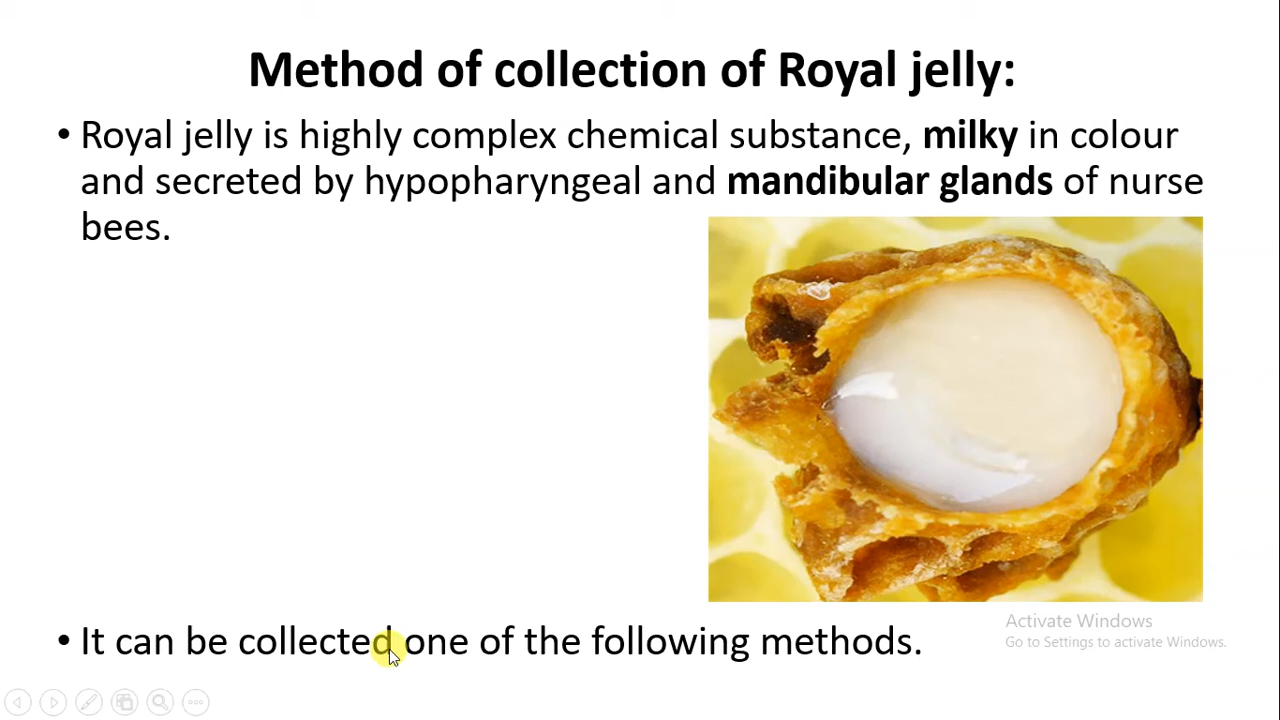 Method of collection of Royal jelly:
• Royal jelly is highly complex chemical substance, milky in colour
and secreted by hypopharyngeal and mandibular glands of nurse
bees.
• It can be collected one of the following methods.
Activate Windows
Go to Settings to activate Windows.